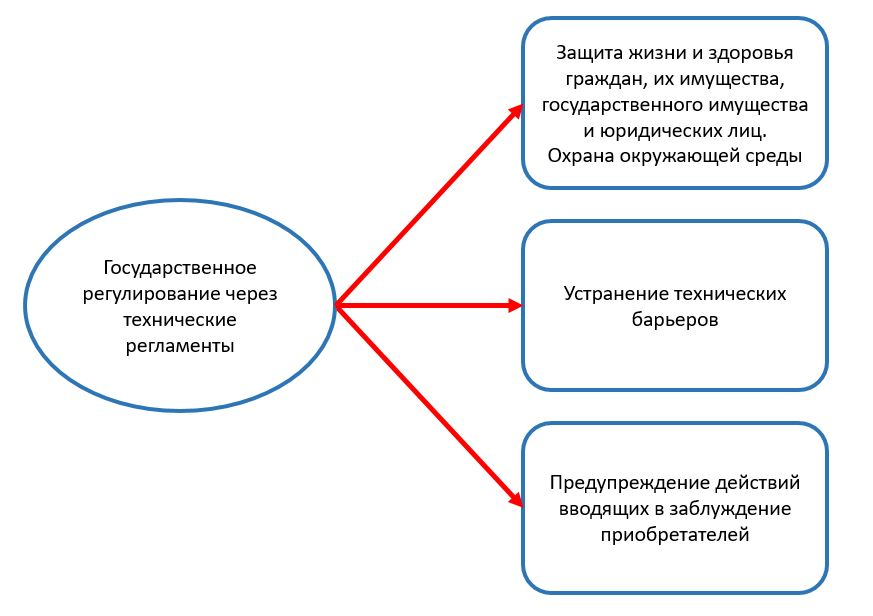 Государственное
регулирование через
технические
регламенты
Защита жизни и здоровья
граждан, их имущества,
государственного имущества
и юридических лиц.
Охрана окружающей среды
Устранение технических
барьеров
Предупреждение действий
вводящих в заблуждение
приобретателей